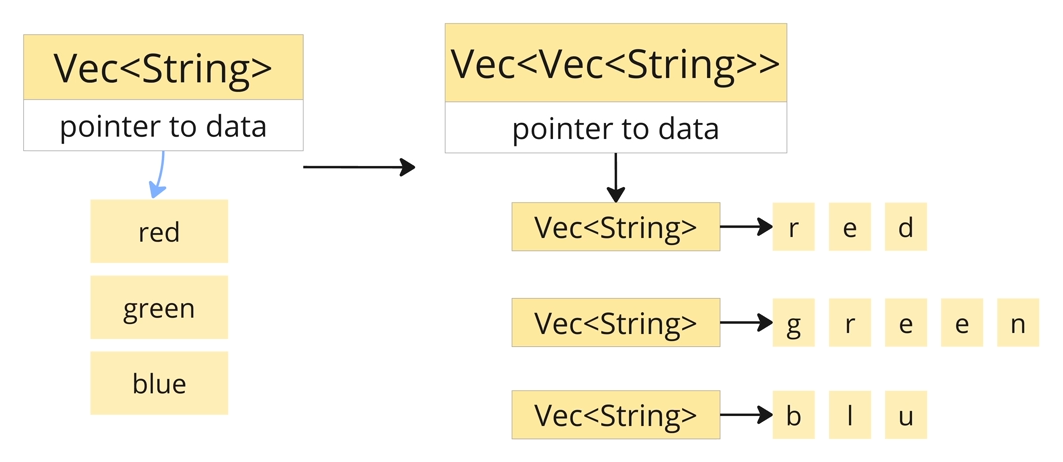 Vec<String>
pointer to data
red
green
blue
Vec<Vec<String>>
pointer to data
Vec<String> r e d
Vec<String> g r e e n
Vec<String> b l u